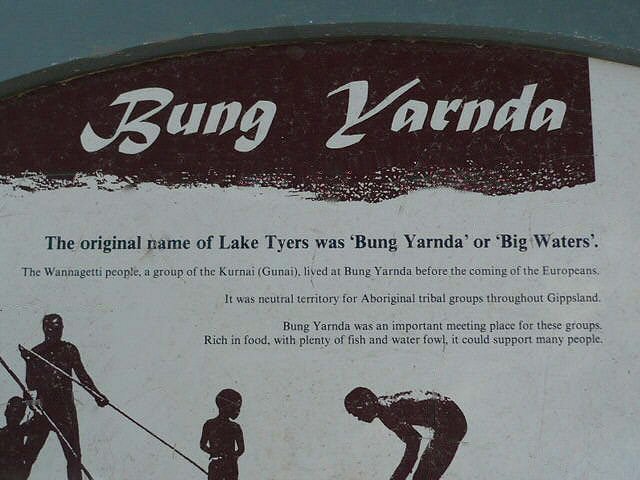 Bung Yarnda
The original name of Lake Tyers was ‘Bung Yarnda’ or ‘Big Waters’.
The Wannagetti people, a group of the Kurnai (Gunai), lived at Bung Yarnda before the coming of the Europeans.
It was neutral territory for Aboriginal tribal groups throughout Gippsland.
Bung Yarnda was an important meeting place for these groups.
Rich in food, with plenty of fish and water fowl, it could support many people.